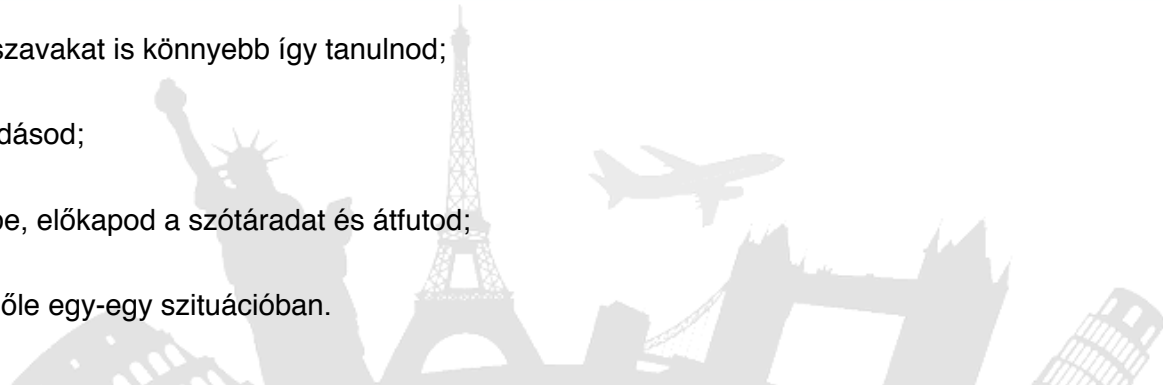 szavakat is könnyebb így tanulnod;
dásod;
be, előkapod a szótáradat és átfutod;
őle egy-egy szituációban.